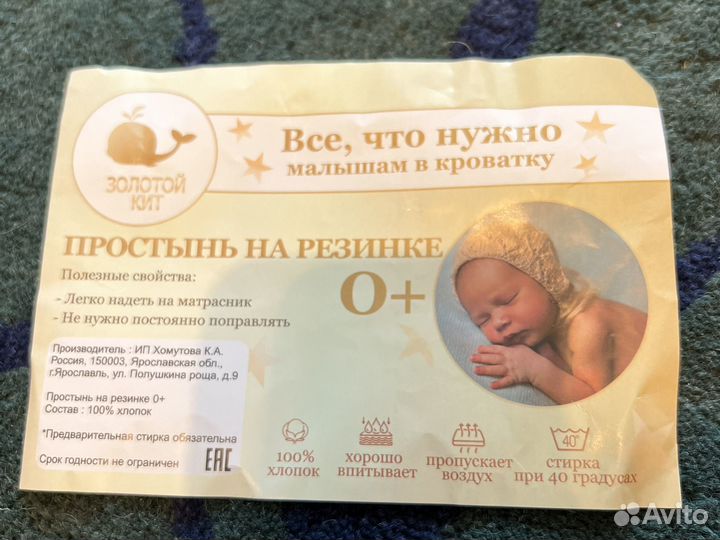 ЗОЛОТОЙ
КИТ
Все, что нужно
малышам в кроватку
ПРОСТЫНЬ НА РЕЗИНКЕ
Полезные свойства:
- Легко надеть на матрасник
- Не нужно постоянно поправлять
0+
Производитель : ИП Хомутова К.А.
Россия, 150003, Ярославская обл.,
г.Ярославль, ул. Полушкина роща, д.9
Простынь на резинке 0+
Состав : 100% хлопок
*Предварительная стирка обязательна
Срок годности не ограничен
EAC
100%
хлопок
хорошо
впитывает
пропускает
воздух
40°
стирка
при 40 градусах
Avito